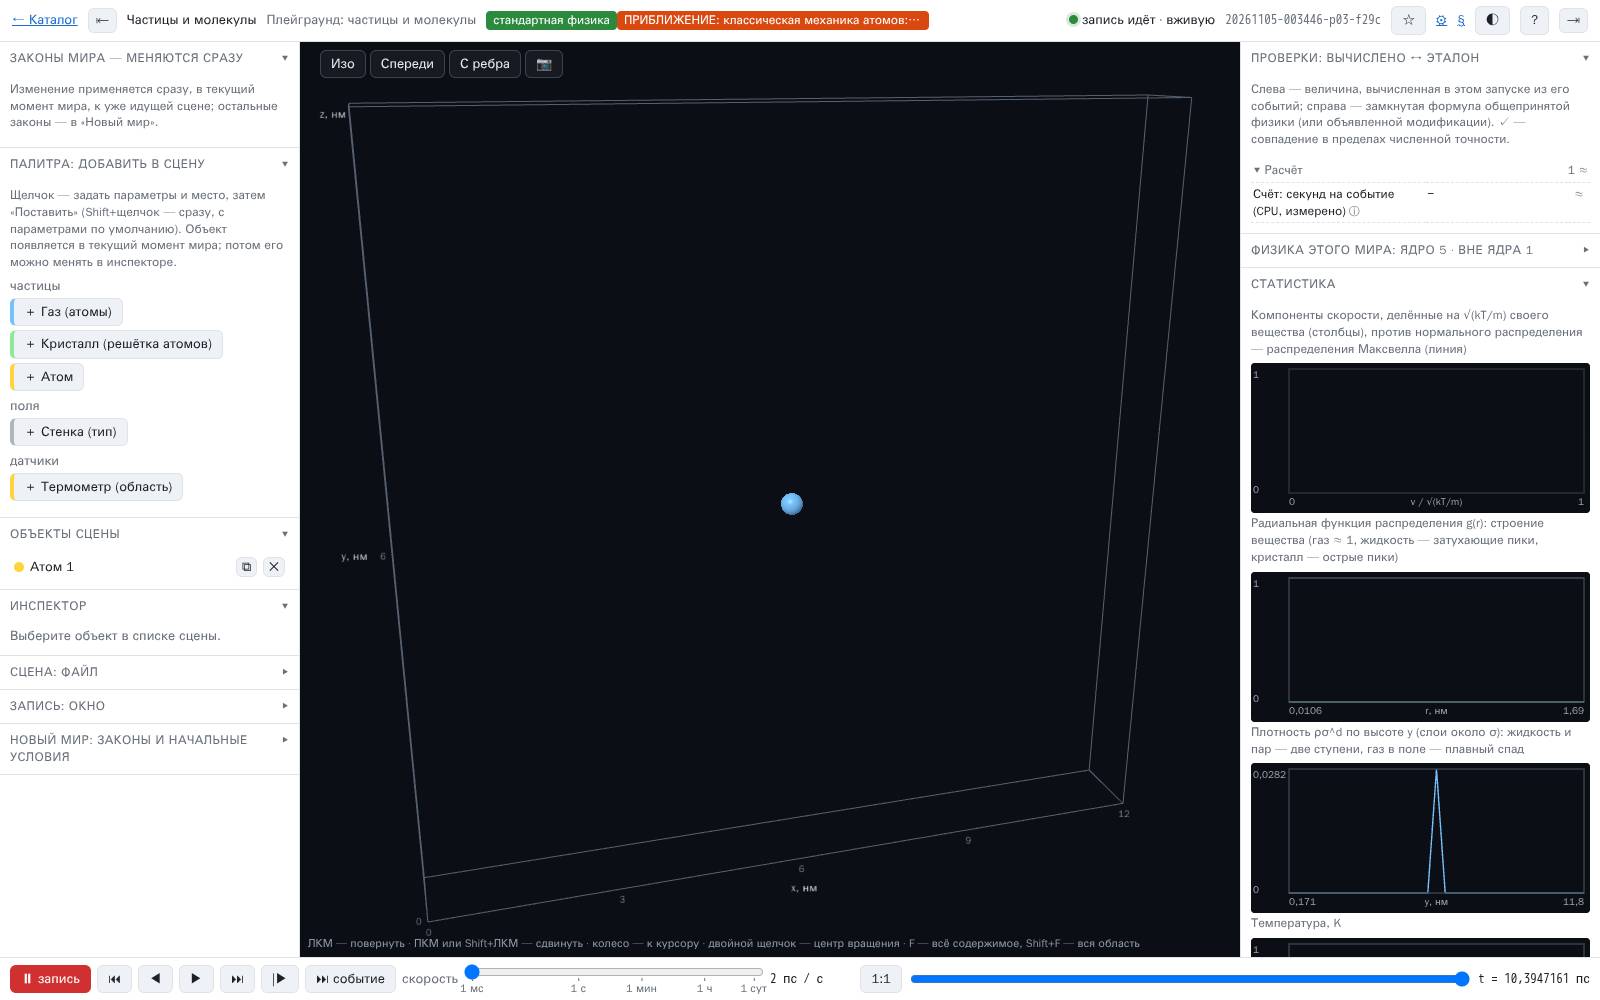 ← Каталог
⇤
Частицы и молекулы
Плейграунд: частицы и молекулы
стандартная физика
ПРИБЛИЖЕНИЕ: классическая механика атомов:…
запись идёт · вживую
20261105-003446-p03-f29c
☆
⚙
§
?
⇥
ЗАКОНЫ МИРА — МЕНЯЮТСЯ СРАЗУ
Изменение применяется сразу, в текущий
момент мира, к уже идущей сцене; остальные
законы — в «Новый мир».
ПАЛИТРА: ДОБАВИТЬ В СЦЕНУ
Щелчок — задать параметры и место, затем
«Поставить» (Shift+щелчок — сразу, с
параметрами по умолчанию). Объект
появляется в текущий момент мира; потом его
можно менять в инспекторе.
частицы
+ Газ (атомы)
+ Кристалл (решётка атомов)
+ Атом
поля
+ Стенка (тип)
датчики
+ Термометр (область)
ОБЪЕКТЫ СЦЕНЫ
Атом 1
ИНСПЕКТОР
Выберите объект в списке сцены.
СЦЕНА: ФАЙЛ
ЗАПИСЬ: ОКНО
НОВЫЙ МИР: ЗАКОНЫ И НАЧАЛЬНЫЕ
УСЛОВИЯ
Изо
Спереди
С ребра
z, нм
y, нм
6
0
0
3
6
9
12
x, нм
ЛКМ — повернуть · ПКМ или Shift+ЛКМ — сдвинуть · колесо — к курсору · двойной щелчок — центр вращения · F — всё содержимое, Shift+F — вся область
ПРОВЕРКИ: ВЫЧИСЛЕНО ↔ ЭТАЛОН
Слева — величина, вычисленная в этом запуске из его
событий; справа — замкнутая формула общепринятой
физики (или объявленной модификации). ✓ —
совпадение в пределах численной точности.
Расчёт
1 ≈
Счёт: секунд на событие
(CPU, измерено) ⓘ
–
≈
ФИЗИКА ЭТОГО МИРА: ЯДРО 5 · ВНЕ ЯДРА 1
СТАТИСТИКА
Компоненты скорости, делённые на √(kT/m) своего
вещества (столбцы), против нормального распределения
— распределения Максвелла (линия)
1
0
0
v / √(kT/m)
1
Радиальная функция распределения g(r): строение
вещества (газ ≈ 1, жидкость — затухающие пики,
кристалл — острые пики)
1
0
0,0106
r, нм
1,69
Плотность ρσ^d по высоте y (слои около σ): жидкость и
пар — две ступени, газ в поле — плавный спад
0,0282
0
0,171
y, нм
11,8
Температура, K
1
запись
событие
скорость
1 мс
1 с
1 мин
1 ч
1 сут
2 пс / с
1:1
t = 10,3947161 пс